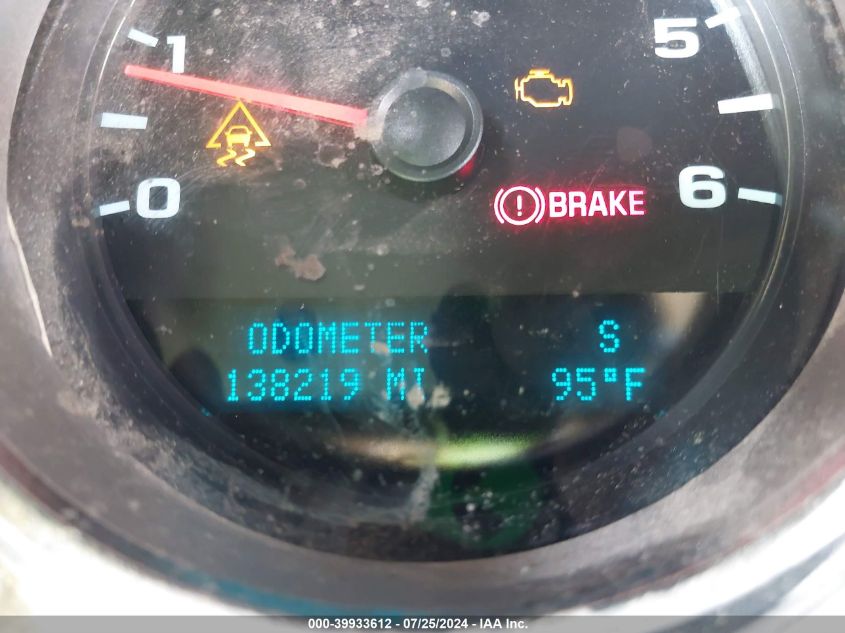 1
5
0
6
BRAKE
ODOMETER S
138219 MI 95°F
000-39933612 - 07/25/2024 - IAA Inc.